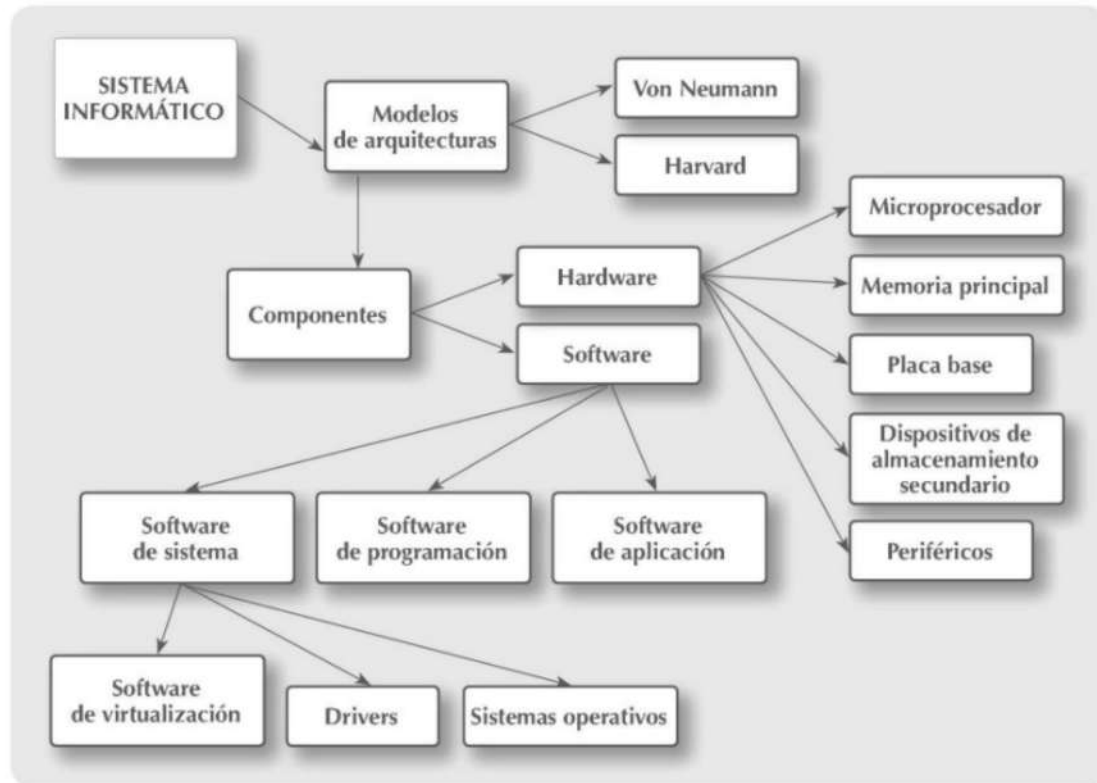 SISTEMA
INFORMÁTICO
Modelos
de arquitecturas
Von Neumann
Harvard
Componentes
Hardware
Software
Microprocesador
Memoria principal
Placa base
Dispositivos de
almacenamiento
secundario
Periféricos
Software
de sistema
Software
de programación
Software
de aplicación
Software
de virtualización
Drivers
Sistemas operativos